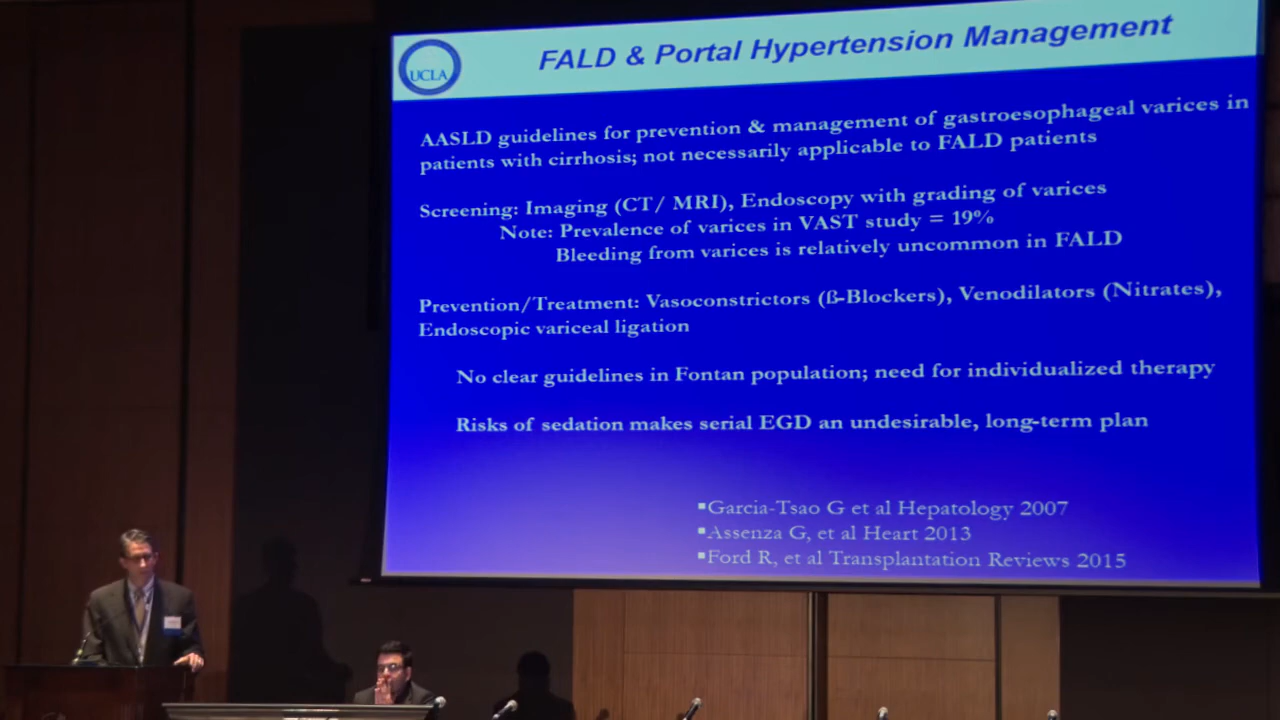 UCLA
FALD & Portal Hypertension Management
AASLD guidelines for prevention & management of gastroesophageal varices in
patients with cirrhosis; not necessarily applicable to FALD patients
Screening: Imaging (CT/ MRI), Endoscopy with grading of varices
Note: Prevalence of varices in VAST study = 19%
Bleeding from varices is relatively uncommon in FALD
Prevention/Treatment: Vasoconstrictors (ß-Blockers), Venodilators (Nitrates),
Endoscopic variceal ligation
No clear guidelines in Fontan population; need for individualized therapy
Risks of sedation makes serial EGD an undesirable, long-term plan
▪Garcia-Tsao G et al Hepatology 2007
▪Assenza G, et al Heart 2013
▪Ford R, et al Transplantation Reviews 2015